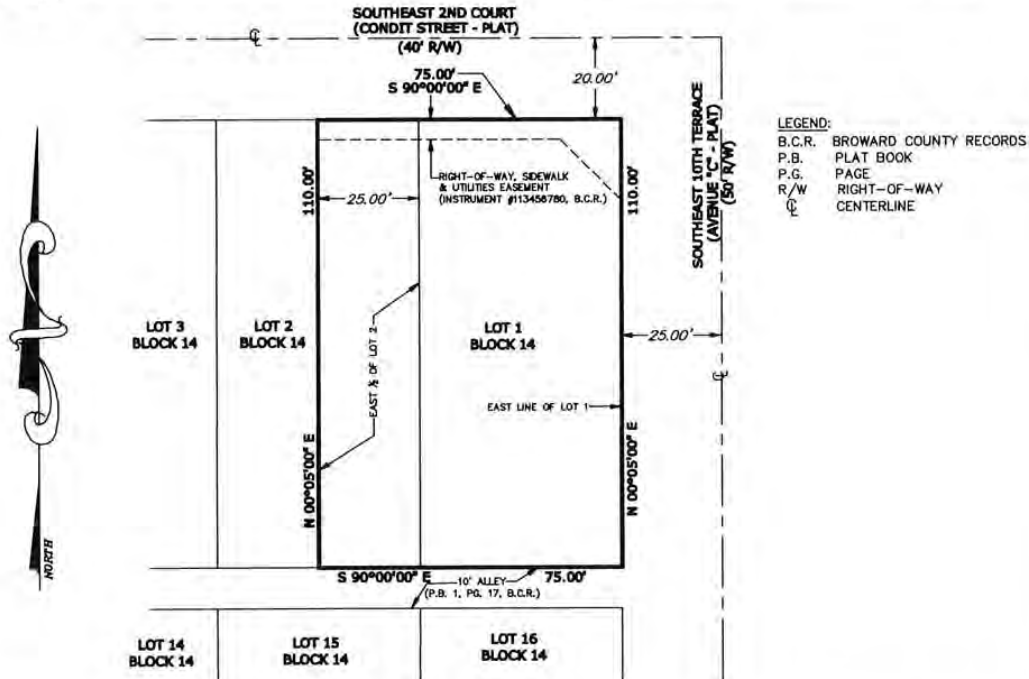 SOUTHEAST 2ND COURT
(CONDIT STREET - PLAT)
(40' R/W)
℄
75.00'
S 90°00'00" E
20.00'
SOUTHEAST 10TH TERRACE
(AVENUE "C" - PLAT)
(50' R/W)
LEGEND:
B.C.R. BROWARD COUNTY RECORDS
P.B. PLAT BOOK
P.G. PAGE
R/W RIGHT-OF-WAY
℄ CENTERLINE
110.00'
RIGHT-OF-WAY, SIDEWALK
& UTILITIES EASEMENT
(INSTRUMENT #113456780, B.C.R.)
25.00'
110.00'
LOT 3
BLOCK 14
LOT 2
BLOCK 14
EAST ½ OF LOT 2
LOT 1
BLOCK 14
25.00'
℄
EAST LINE OF LOT 1
N 00°05'00" E
N 00°05'00" E
NORTH
S 90°00'00" E
10' ALLEY
(P.B. 1, PG. 17, B.C.R.)
75.00'
LOT 14
BLOCK 14
LOT 15
BLOCK 14
LOT 16
BLOCK 14